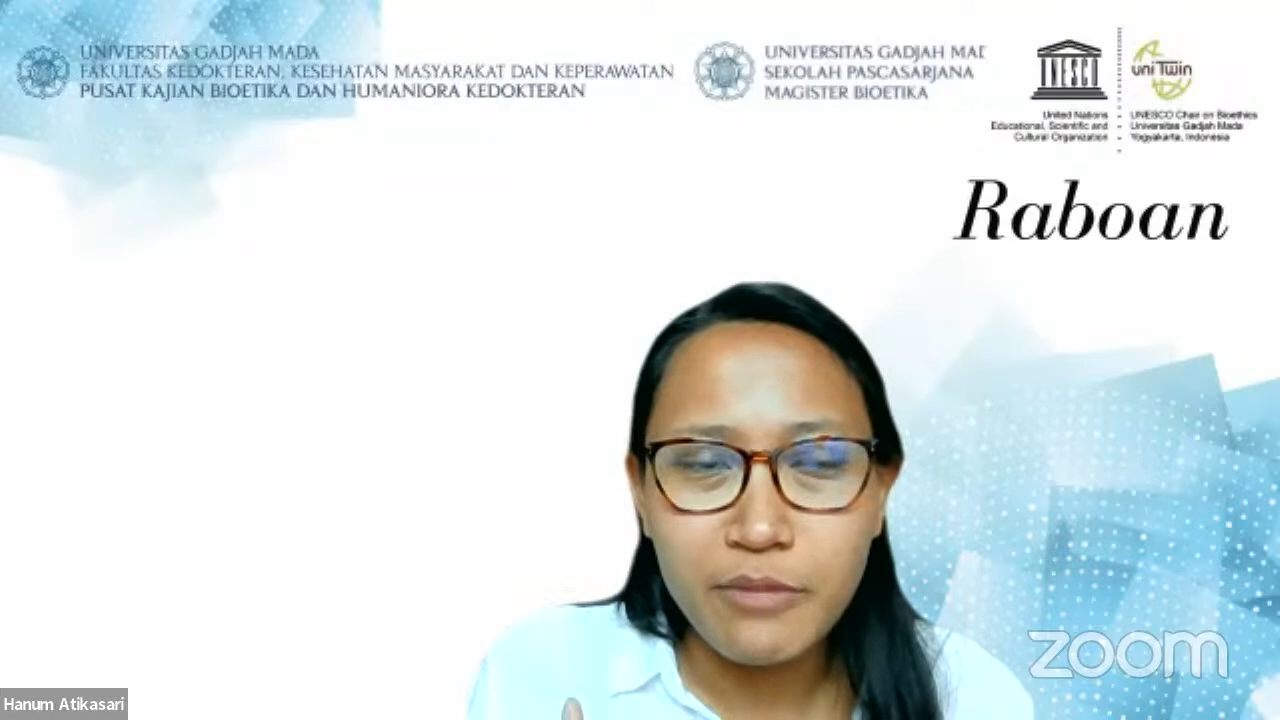 UNIVERSITAS GADJAH MADA
FAKULTAS KEDOKTERAN, KESEHATAN MASYARAKAT DAN KEPERAWATAN
PUSAT KAJIAN BIOETIKA DAN HUMANIORA KEDOKTERAN
UNIVERSITAS GADJAH MAD
SEKOLAH PASCASARJANA
MAGISTER BIOETIKA
UNESCO
United Nations
Educational, Scientific and
Cultural Organization
uniTwin
UNESCO Chair on Bioethics
Universitas Gadjah Mada
Yogyakarta, Indonesia
Raboan
zoom
Hanum Atikasari